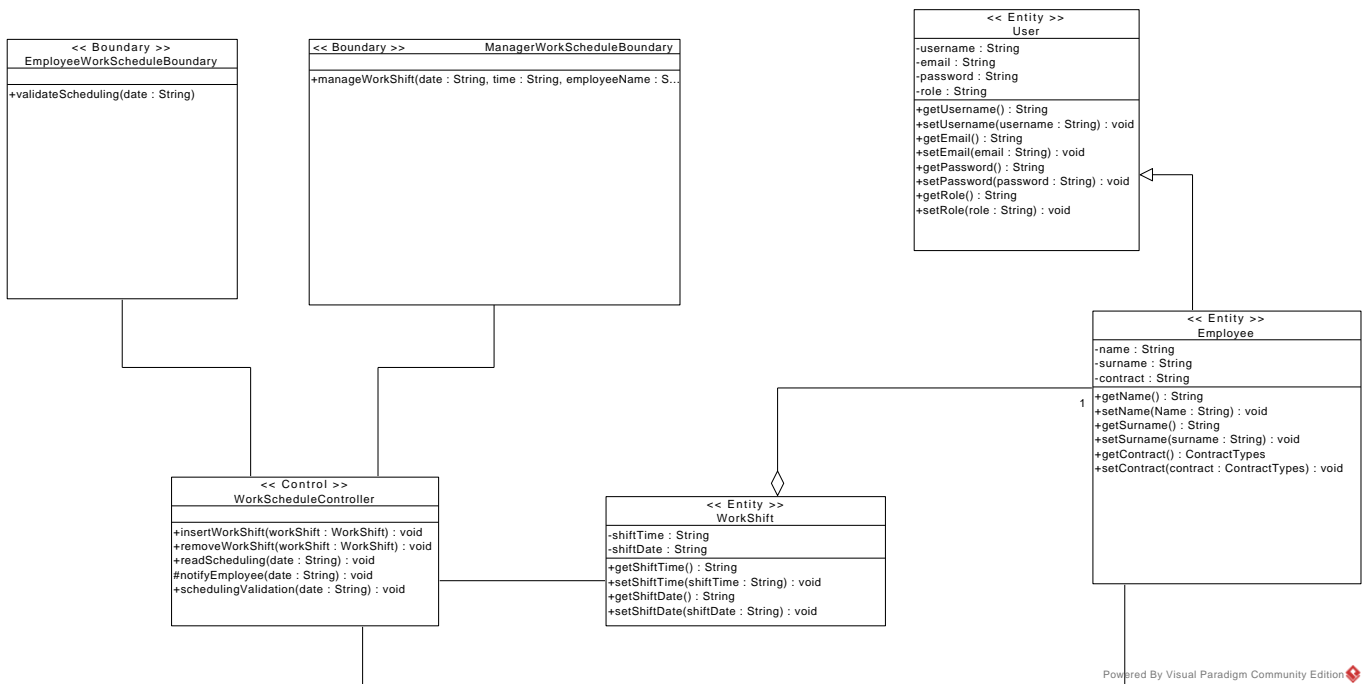 << Boundary >>
EmployeeWorkScheduleBoundary
+validateScheduling(date : String)
<< Boundary >> ManagerWorkScheduleBoundary
+manageWorkShift(date : String, time : String, employeeName : S...
<< Entity >>
User
-username : String
-email : String
-password : String
-role : String
+getUsername() : String
+setUsername(username : String) : void
+getEmail() : String
+setEmail(email : String) : void
+getPassword() : String
+setPassword(password : String) : void
+getRole() : String
+setRole(role : String) : void
<< Entity >>
Employee
-name : String
-surname : String
-contract : String
+getName() : String
+setName(Name : String) : void
+getSurname() : String
+setSurname(surname : String) : void
+getContract() : ContractTypes
+setContract(contract : ContractTypes) : void
1
<< Control >>
WorkScheduleController
+insertWorkShift(workShift : WorkShift) : void
+removeWorkShift(workShift : WorkShift) : void
+readScheduling(date : String) : void
#notifyEmployee(date : String) : void
+schedulingValidation(date : String) : void
<< Entity >>
WorkShift
-shiftTime : String
-shiftDate : String
+getShiftTime() : String
+setShiftTime(shiftTime : String) : void
+getShiftDate() : String
+setShiftDate(shiftDate : String) : void
Powered By Visual Paradigm Community Edition